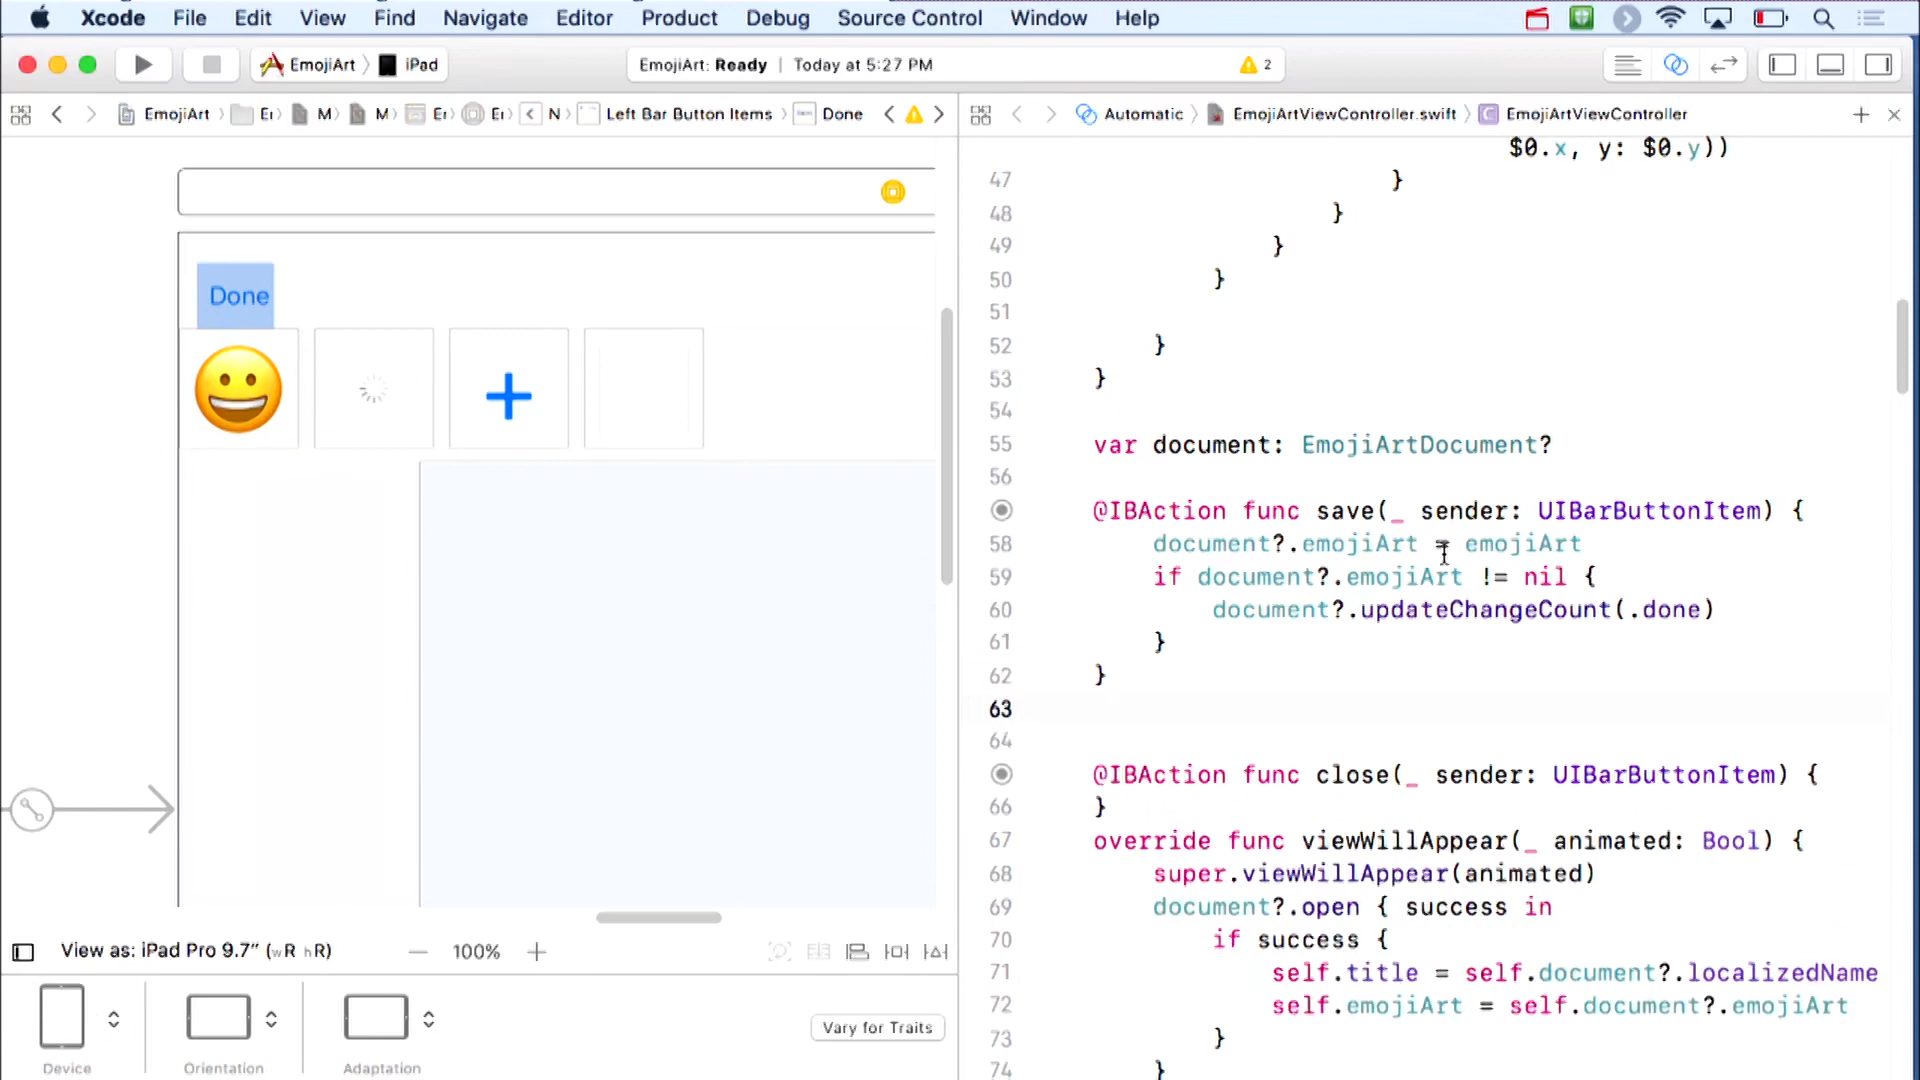 Xcode File Edit View Find Navigate Editor Product Debug Source Control Window Help
EmojiArt iPad
EmojiArt: Ready | Today at 5:27 PM
2
EmojiArt Ei M M Ei Ei N Left Bar Button Items Done
Automatic EmojiArtViewController.swift EmojiArtViewController
Done
View as: iPad Pro 9.7" (wR hR)
100%
Device
Orientation
Adaptation
Vary for Traits
$0.x, y: $0.y))
47 }
48 }
49 }
50 }
51
52 }
53 }
54
55 var document: EmojiArtDocument?
56
@IBAction func save(_ sender: UIBarButtonItem) {
58 document?.emojiArt = emojiArt
59 if document?.emojiArt != nil {
60 document?.updateChangeCount(.done)
61 }
62 }
63
64
@IBAction func close(_ sender: UIBarButtonItem) {
66 }
67 override func viewWillAppear(_ animated: Bool) {
68 super.viewWillAppear(animated)
69 document?.open { success in
70 if success {
71 self.title = self.document?.localizedName
72 self.emojiArt = self.document?.emojiArt
73 }
74 }